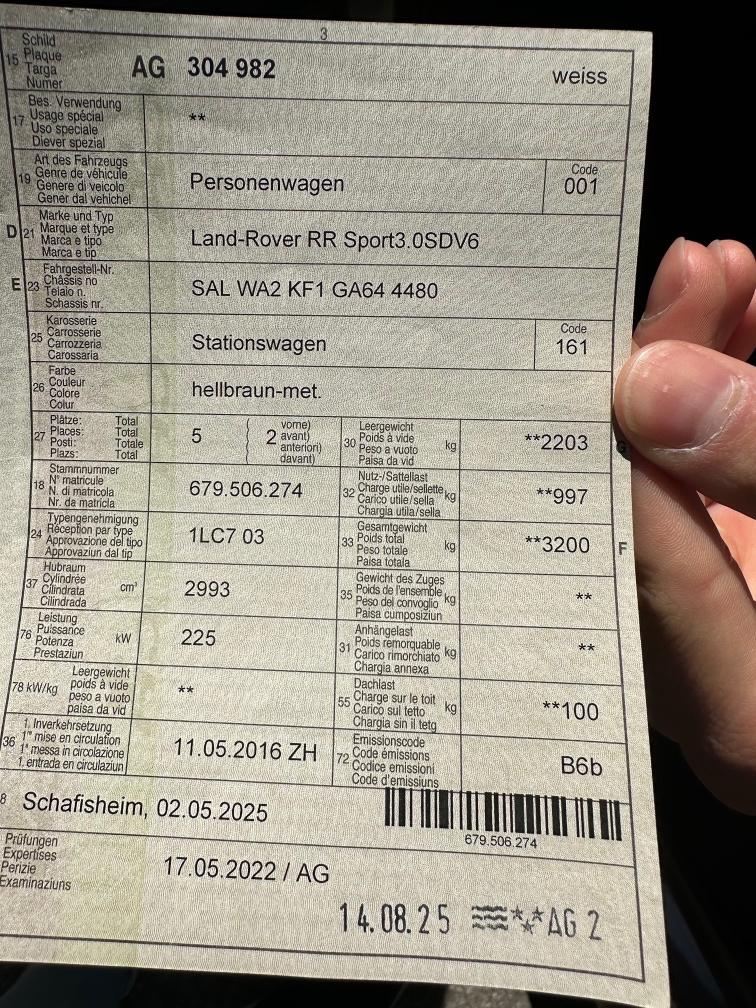 3
15 Schild
Plaque
Targa
Numer
AG 304 982 weiss
17 Bes. Verwendung
Usage spécial
Uso speciale
Diever spezial
**
19 Art des Fahrzeugs
Genre de véhicule
Genere di veicolo
Gener dal vehichel
Personenwagen
Code
001
D 21 Marke und Typ
Marque et type
Marca e tipo
Marca e tip
Land-Rover RR Sport3.0SDV6
E 23 Fahrgestell-Nr.
Châssis no
Telaio n.
Schassis nr.
SAL WA2 KF1 GA64 4480
25 Karosserie
Carrosserie
Carrozzeria
Carossaria
Stationswagen
Code
161
26 Farbe
Couleur
Colore
Colur
hellbraun-met.
27 Plätze: Total
Places: Total
Posti: Totale
Plazs: Total
5 ( 2 vorne)
avant)
anteriori)
davant)
30 Leergewicht
Poids à vide
Peso a vuoto
Paisa da vid
kg
**2203
G
18 Stammnummer
N° matricule
N. di matricola
Nr. da matricla
679.506.274
32 Nutz-/Sattellast
Charge utile/sellette
Carico utile/sella
Chargia utila/sella
kg
**997
24 Typengenehmigung
Réception par type
Approvazione del tipo
Approvaziun dal tip
1LC7 03
33 Gesamtgewicht
Poids total
Peso totale
Paisa totala
kg
**3200
F
37 Hubraum
Cylindrée
Cilindrata
Cilindrada
cm³
2993
35 Gewicht des Zuges
Poids de l'ensemble
Peso del convoglio
Paisa cumposiziun
kg
**
76 Leistung
Puissance
Potenza
Prestaziun
kW
225
31 Anhängelast
Poids remorquable
Carico rimorchiato
Chargia annexa
kg
**
78 kW/kg Leergewicht
poids à vide
peso a vuoto
paisa da vid
**
55 Dachlast
Charge sur le toit
Carico sul tetto
Chargia sin il tetg
kg
**100
36 1. Inverkehrsetzung
1re mise en circulation
1a messa in circolazione
1. entrada en circulaziun
11.05.2016 ZH
72 Emissionscode
Code émissions
Codice emissioni
Code d'emissiuns
B6b
8 Schafisheim, 02.05.2025
679.506.274
Prüfungen
Expertises
Perizie
Examinaziuns
17.05.2022 / AG
14.08.25 AG 2